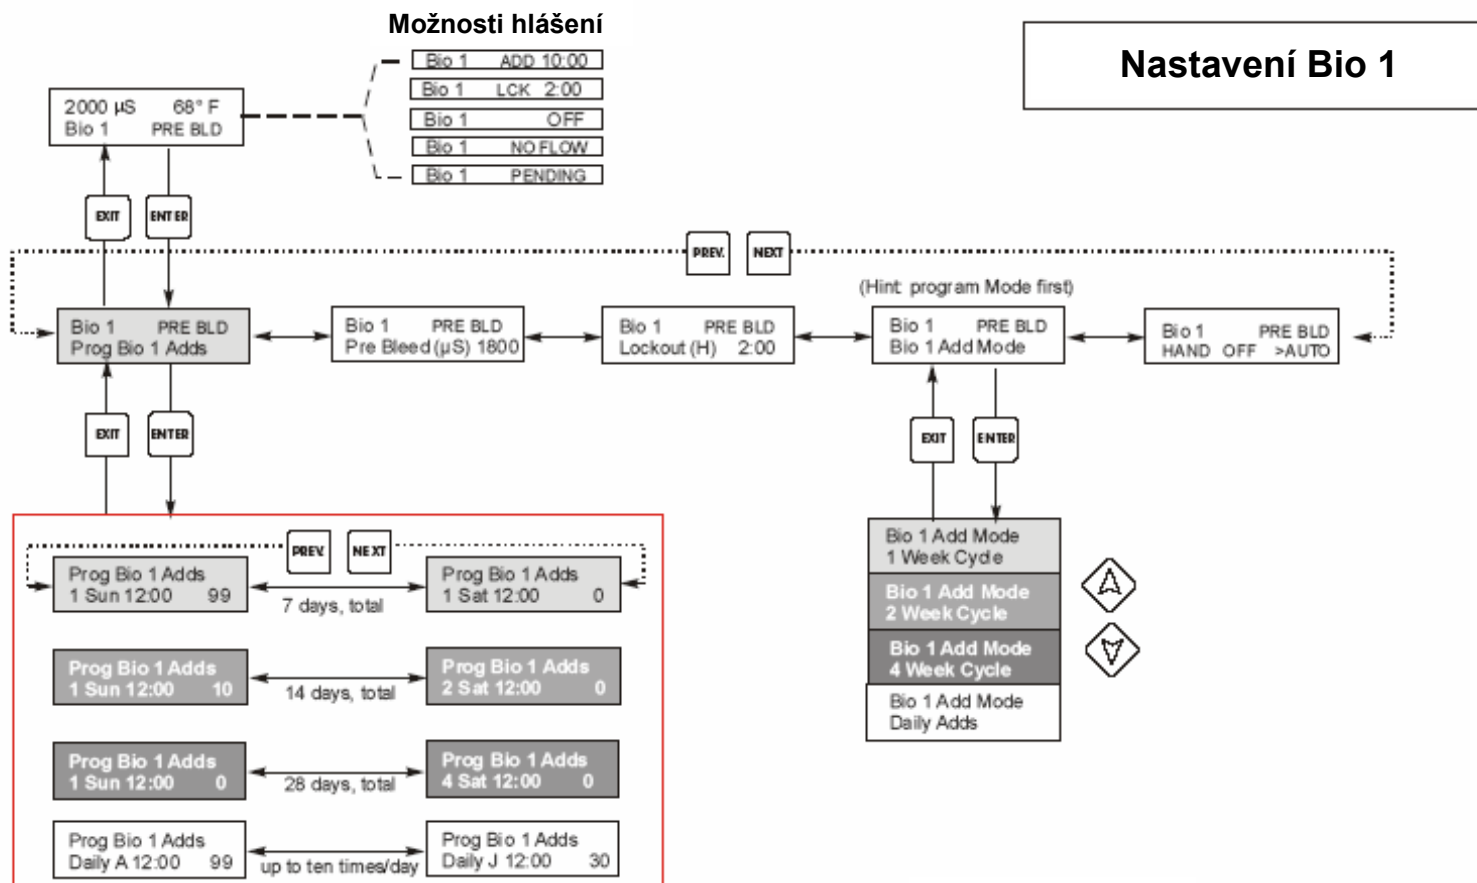 Možnosti hlášení
Nastavení Bio 1
Bio 1 ADD 10:00
Bio 1 LCK 2:00
Bio 1 OFF
Bio 1 NO FLOW
Bio 1 PENDING
2000 µS 68° F
Bio 1 PRE BLD
EXIT
ENTER
PREV.
NEXT
(Hint: program Mode first)
Bio 1 PRE BLD
Prog Bio 1 Adds
Bio 1 PRE BLD
Pre Bleed (µS) 1800
Bio 1 PRE BLD
Lockout (H) 2:00
Bio 1 PRE BLD
Bio 1 Add Mode
Bio 1 PRE BLD
HAND OFF >AUTO
EXIT
ENTER
EXIT
ENTER
PREV.
NEXT
Prog Bio 1 Adds
1 Sun 12:00 99
7 days, total
Prog Bio 1 Adds
1 Sat 12:00 0
Prog Bio 1 Adds
1 Sun 12:00 10
14 days, total
Prog Bio 1 Adds
2 Sat 12:00 0
Prog Bio 1 Adds
1 Sun 12:00 0
28 days, total
Prog Bio 1 Adds
4 Sat 12:00 0
Prog Bio 1 Adds
Daily A 12:00 99
up to ten times/day
Prog Bio 1 Adds
Daily J 12:00 30
Bio 1 Add Mode
1 Week Cycle
Bio 1 Add Mode
2 Week Cycle
Bio 1 Add Mode
4 Week Cycle
Bio 1 Add Mode
Daily Adds